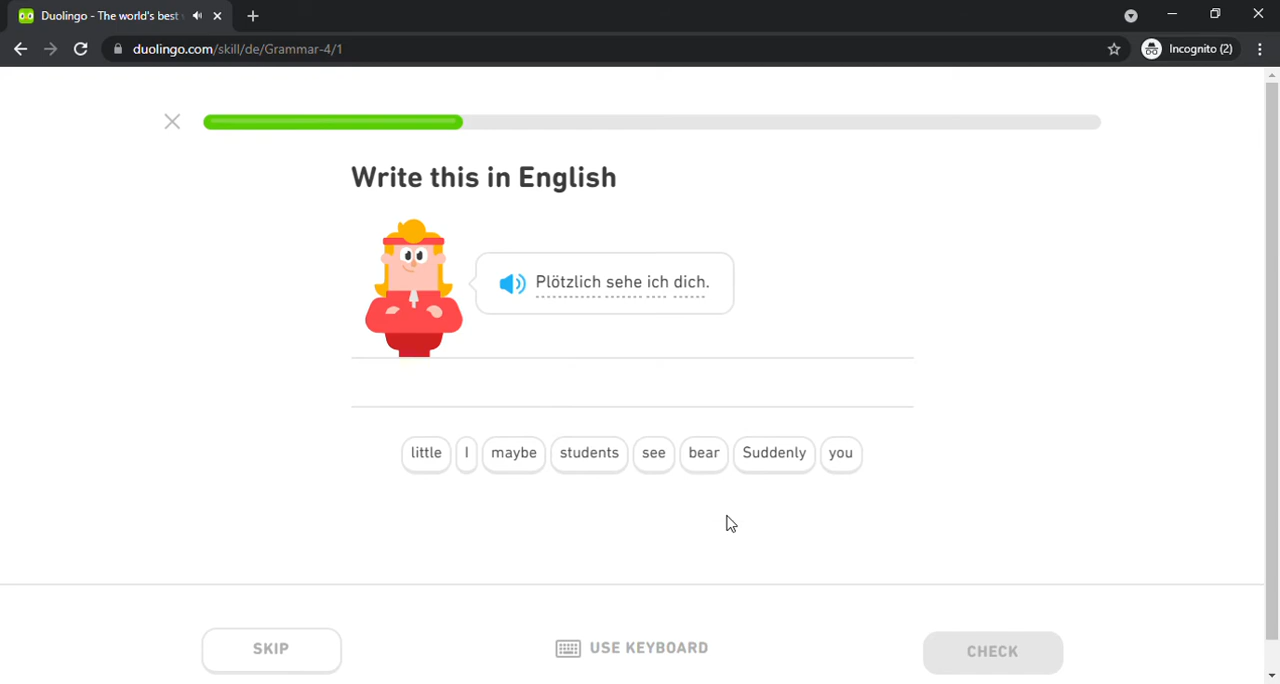 Duolingo - The world's best
duolingo.com/skill/de/Grammar-4/1
Incognito (2)
Write this in English
Plötzlich sehe ich dich.
little I maybe students see bear Suddenly you
SKIP
USE KEYBOARD
CHECK